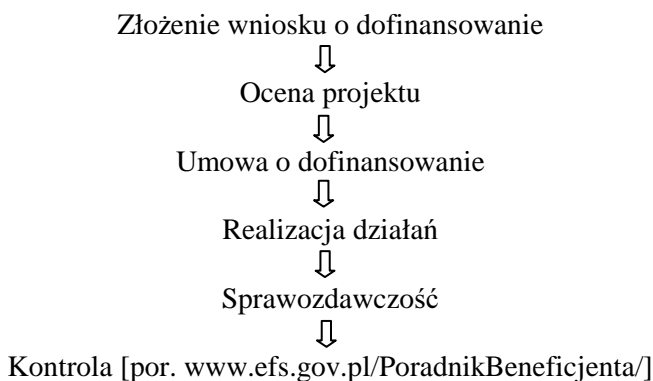 Złożenie wniosku o dofinansowanie
⇩
Ocena projektu
⇩
Umowa o dofinansowanie
⇩
Realizacja działań
⇩
Sprawozdawczość
⇩
Kontrola [por. www.efs.gov.pl/PoradnikBeneficjenta/]